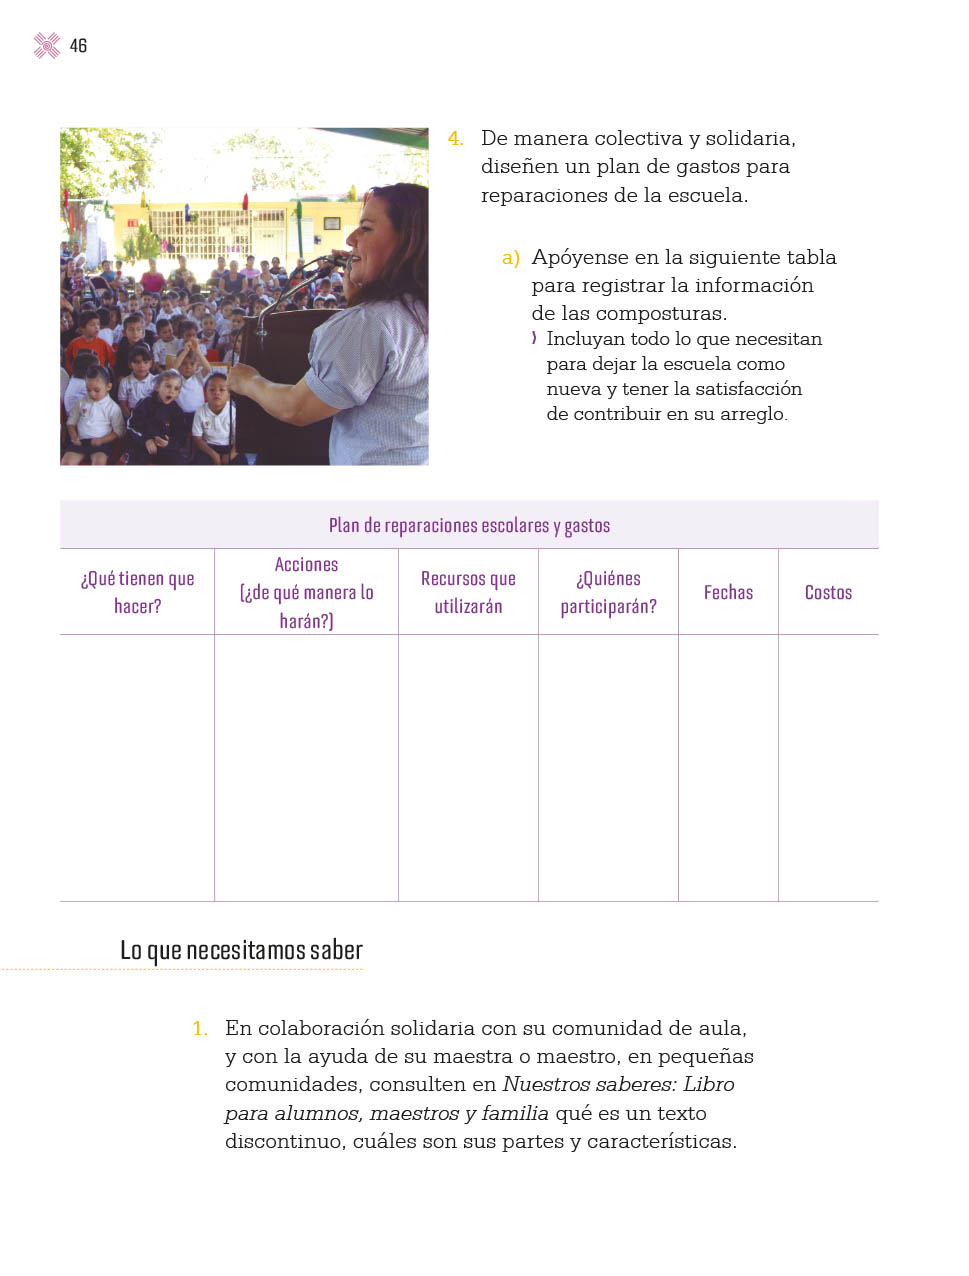 46
4. De manera colectiva y solidaria,
diseñen un plan de gastos para
reparaciones de la escuela.
a) Apóyense en la siguiente tabla
para registrar la información
de las composturas.
Incluyan todo lo que necesitan
para dejar la escuela como
nueva y tener la satisfacción
de contribuir en su arreglo.
Plan de reparaciones escolares y gastos
¿Qué tienen que
hacer?
Acciones
(¿de qué manera lo
harán?)
Recursos que
utilizarán
¿Quiénes
participarán?
Fechas
Costos
Lo que necesitamos saber
1. En colaboración solidaria con su comunidad de aula,
y con la ayuda de su maestra o maestro, en pequeñas
comunidades, consulten en Nuestros saberes: Libro
para alumnos, maestros y familia qué es un texto
discontinuo, cuáles son sus partes y características.